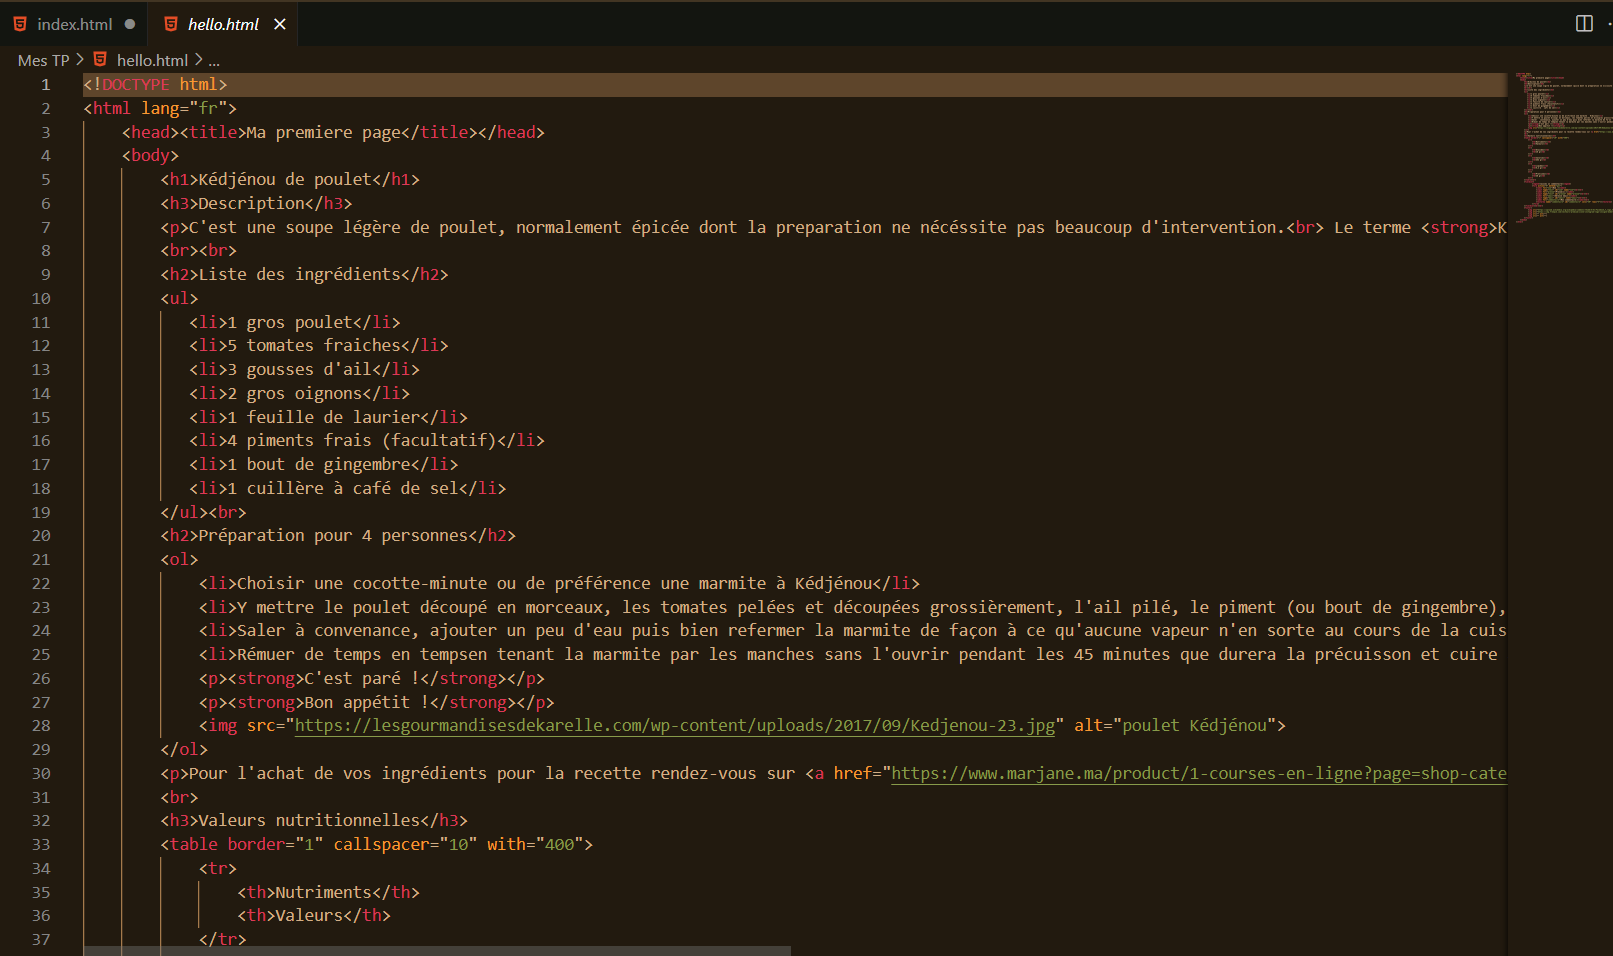 index.html
hello.html
Mes TP > hello.html > ...
1 <!DOCTYPE html>
2 <html lang="fr">
3 <head><title>Ma premiere page</title></head>
4 <body>
5 <h1>Kédjénou de poulet</h1>
6 <h3>Description</h3>
7 <p>C'est une soupe légère de poulet, normalement épicée dont la preparation ne nécéssite pas beaucoup d'intervention.<br> Le terme <strong>K
8 <br><br>
9 <h2>Liste des ingrédients</h2>
10 <ul>
11 <li>1 gros poulet</li>
12 <li>5 tomates fraiches</li>
13 <li>3 gousses d'ail</li>
14 <li>2 gros oignons</li>
15 <li>1 feuille de laurier</li>
16 <li>4 piments frais (facultatif)</li>
17 <li>1 bout de gingembre</li>
18 <li>1 cuillère à café de sel</li>
19 </ul><br>
20 <h2>Préparation pour 4 personnes</h2>
21 <ol>
22 <li>Choisir une cocotte-minute ou de préférence une marmite à Kédjénou</li>
23 <li>Y mettre le poulet découpé en morceaux, les tomates pelées et découpées grossièrement, l'ail pilé, le piment (ou bout de gingembre),
24 <li>Saler à convenance, ajouter un peu d'eau puis bien refermer la marmite de façon à ce qu'aucune vapeur n'en sorte au cours de la cuis
25 <li>Rémuer de temps en tempsen tenant la marmite par les manches sans l'ouvrir pendant les 45 minutes que durera la précuisson et cuire
26 <p><strong>C'est paré !</strong></p>
27 <p><strong>Bon appétit !</strong></p>
28 <img src="https://lesgourmandisesdekarelle.com/wp-content/uploads/2017/09/Kedjenou-23.jpg" alt="poulet Kédjénou">
29 </ol>
30 <p>Pour l'achat de vos ingrédients pour la recette rendez-vous sur <a href="https://www.marjane.ma/product/1-courses-en-ligne?page=shop-cate
31 <br>
32 <h3>Valeurs nutritionnelles</h3>
33 <table border="1" callspacer="10" with="400">
34 <tr>
35 <th>Nutriments</th>
36 <th>Valeurs</th>
37 </tr>